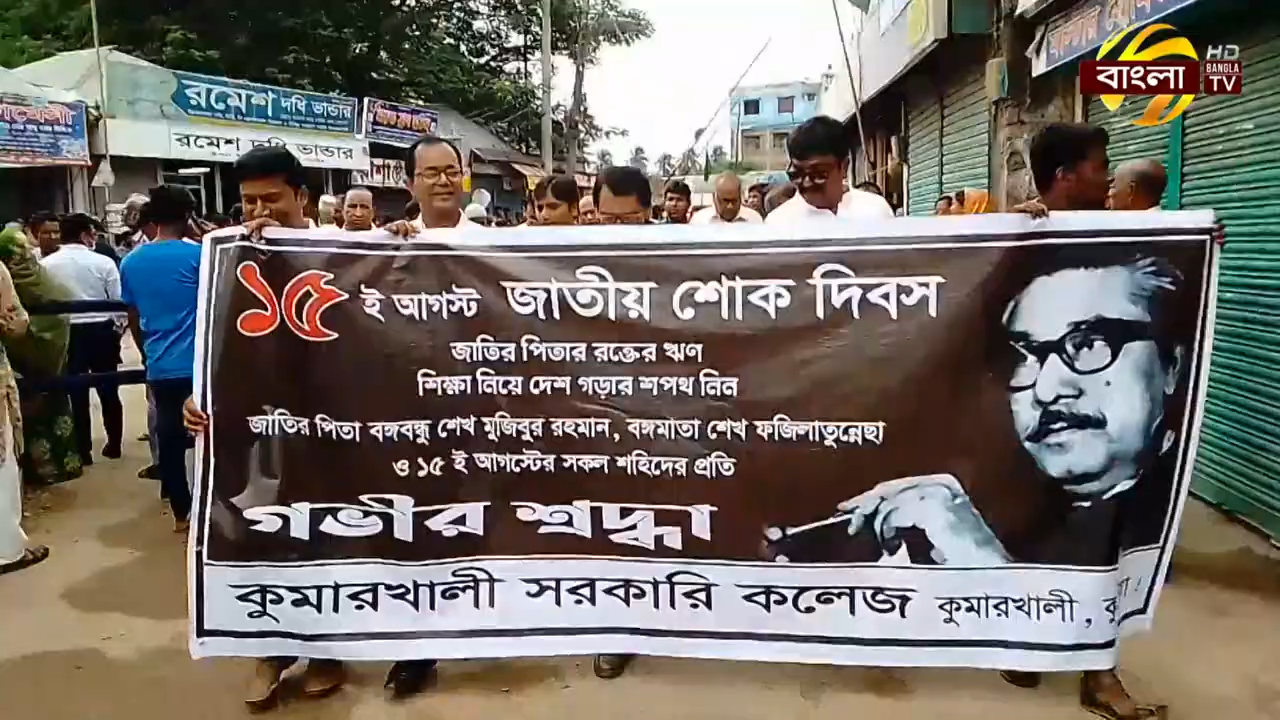 রমেশ দধি ভান্ডার
রমেশ দধি ভান্ডার
বাংলা
HD
BANGLA
TV
১৫ ই আগস্ট জাতীয় শোক দিবস
জাতির পিতার রক্তের ঋণ
শিক্ষা নিয়ে দেশ গড়ার শপথ নিন
জাতির পিতা বঙ্গবন্ধু শেখ মুজিবুর রহমান, বঙ্গমাতা শেখ ফজিলাতুন্নেছা
ও ১৫ ই আগস্টের সকল শহিদের প্রতি
গভীর শ্রদ্ধা
কুমারখালী সরকারি কলেজ কুমারখালী,